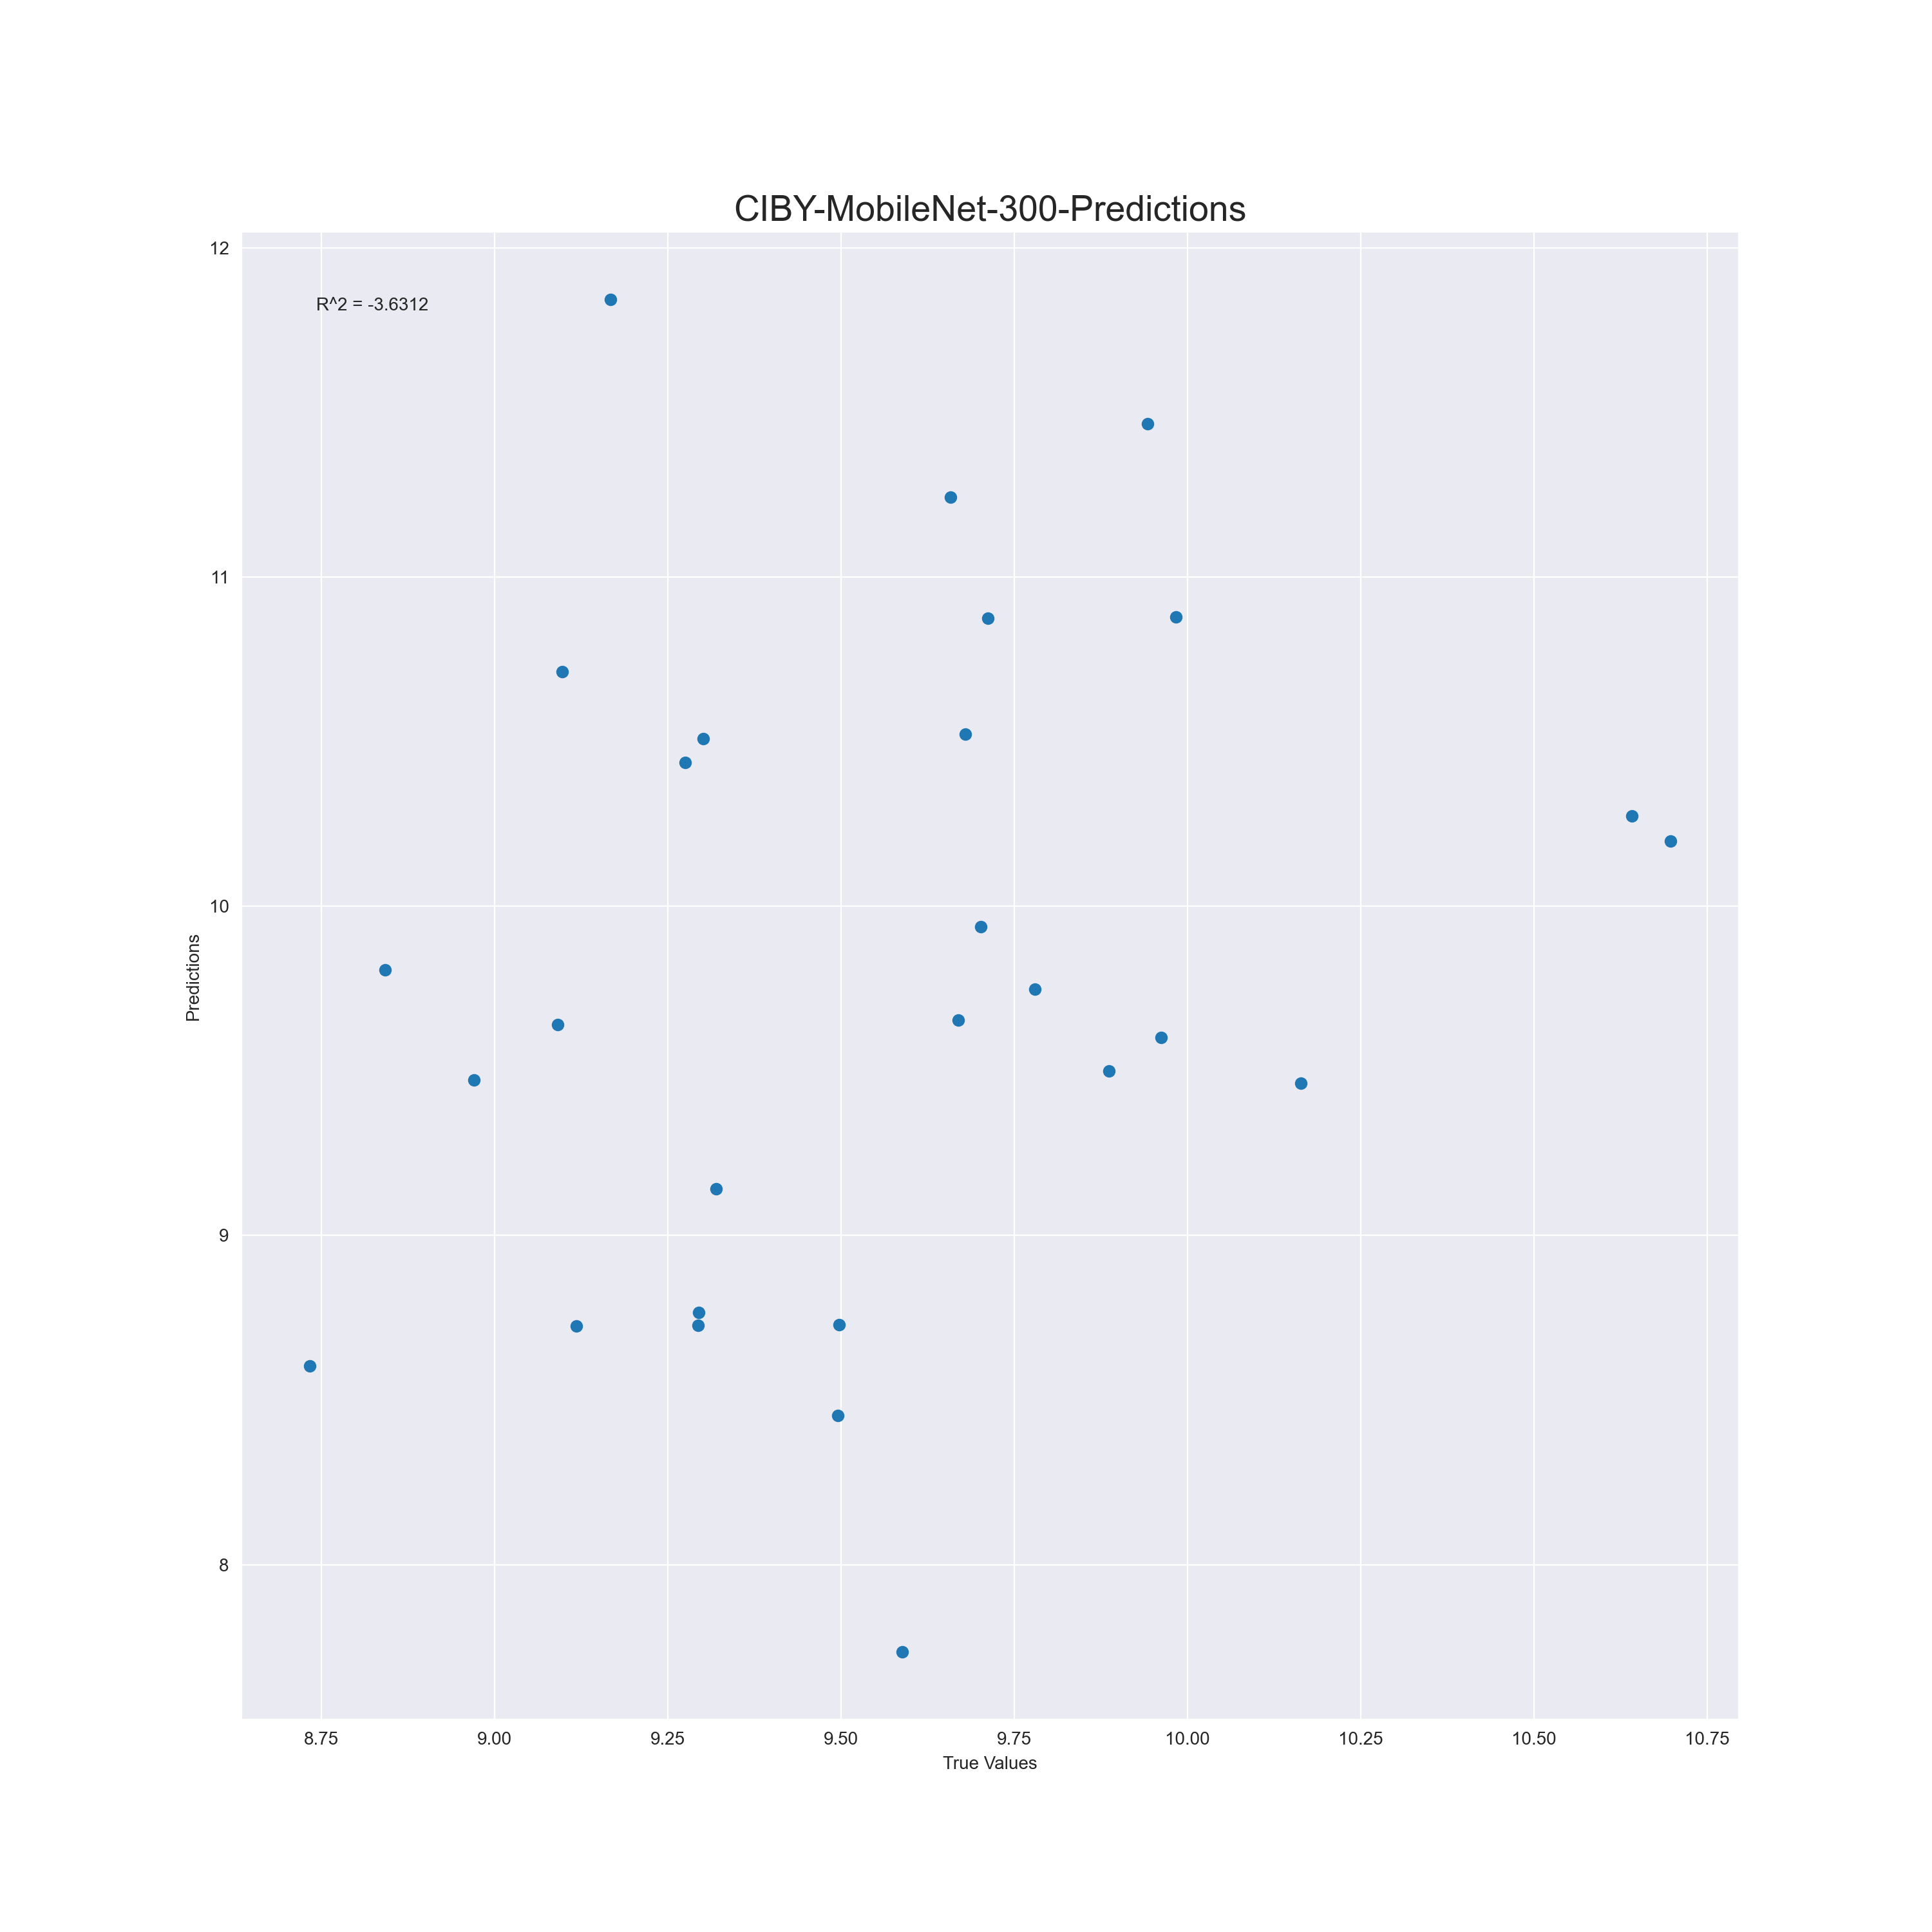 CIBY-MobileNet-300-Predictions
12
R^2 = -3.6312
11
10
Predictions
9
8
8.75 9.00 9.25 9.50 9.75 10.00 10.25 10.50 10.75
True Values